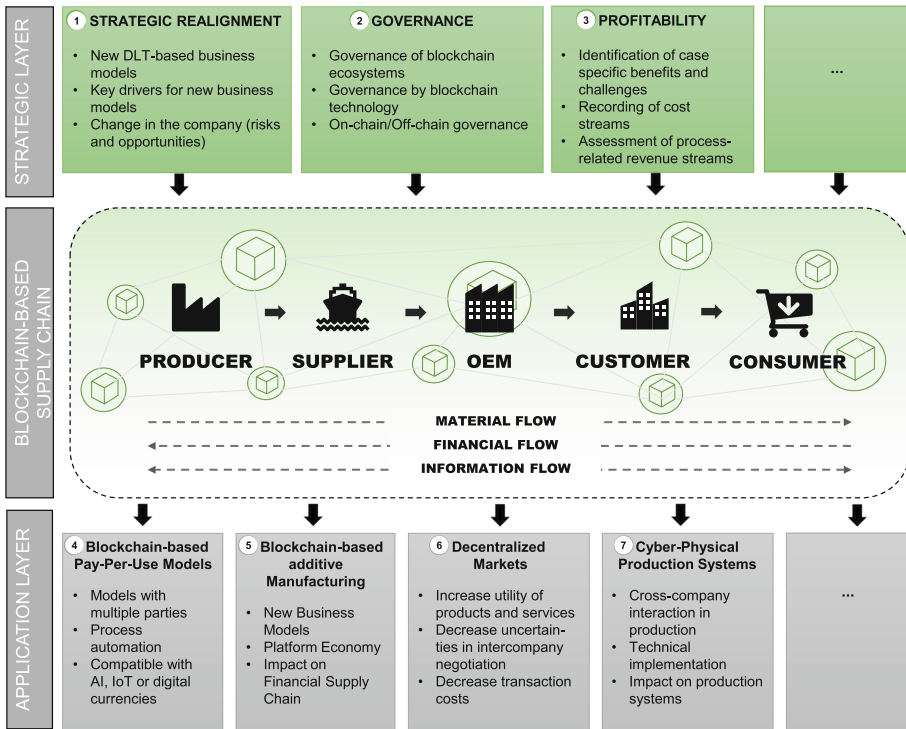 STRATEGIC LAYER
1 STRATEGIC REALIGNMENT
• New DLT-based business
models
• Key drivers for new business
models
• Change in the company (risks
and opportunities)
2 GOVERNANCE
• Governance of blockchain
ecosystems
• Governance by blockchain
technology
• On-chain/Off-chain governance
3 PROFITABILITY
• Identification of case
specific benefits and
challenges
• Recording of cost
streams
• Assessment of process-
related revenue streams
...
BLOCKCHAIN-BASED
SUPPLY CHAIN
PRODUCER
SUPPLIER
OEM
CUSTOMER
CONSUMER
MATERIAL FLOW
FINANCIAL FLOW
INFORMATION FLOW
APPLICATION LAYER
4 Blockchain-based
Pay-Per-Use Models
• Models with
multiple parties
• Process
automation
• Compatible with
AI, IoT or digital
currencies
5 Blockchain-based
additive
Manufacturing
• New Business
Models
• Platform Economy
• Impact on
Financial Supply
Chain
6 Decentralized
Markets
• Increase utility of
products and services
• Decrease uncertain-
ties in intercompany
negotiation
• Decrease transaction
costs
7 Cyber-Physical
Production Systems
• Cross-company
interaction in
production
• Technical
implementation
• Impact on production
systems
...